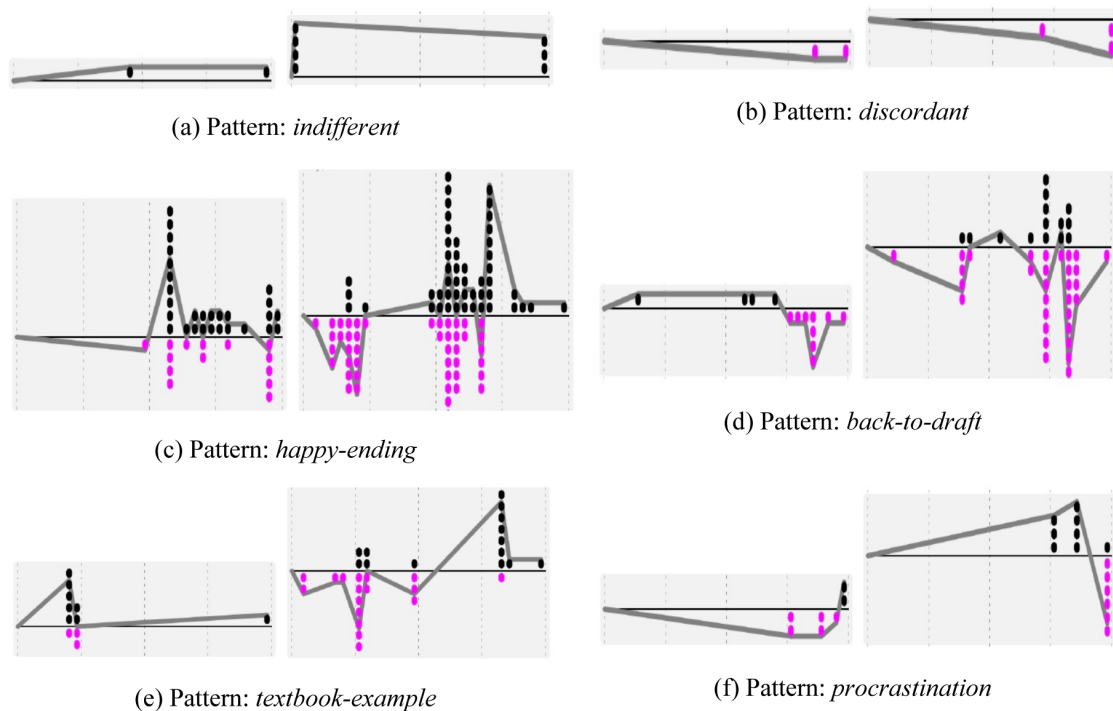 (a) Pattern: indifferent
(b) Pattern: discordant
(c) Pattern: happy-ending
(d) Pattern: back-to-draft
(e) Pattern: textbook-example
(f) Pattern: procrastination